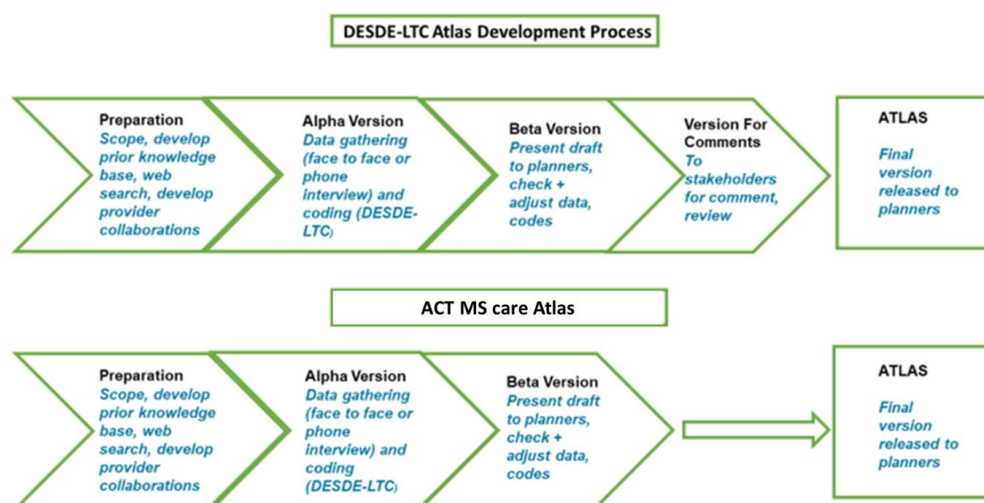 DESDE-LTC Atlas Development Process
Preparation
Scope, develop
prior knowledge
base, web
search, develop
provider
collaborations
Alpha Version
Data gathering
(face to face or
phone
interview) and
coding (DESDE-
LTC)
Beta Version
Present draft
to planners,
check +
adjust data,
codes
Version For
Comments
To
stakeholders
for comment,
review
ATLAS
Final
version
released to
planners
ACT MS care Atlas
Preparation
Scope, develop
prior knowledge
base, web
search, develop
provider
collaborations
Alpha Version
Data gathering
(face to face or
phone
interview) and
coding
(DESDE-LTC)
Beta Version
Present draft
to planners,
check +
adjust data,
codes
ATLAS
Final
version
released to
planners